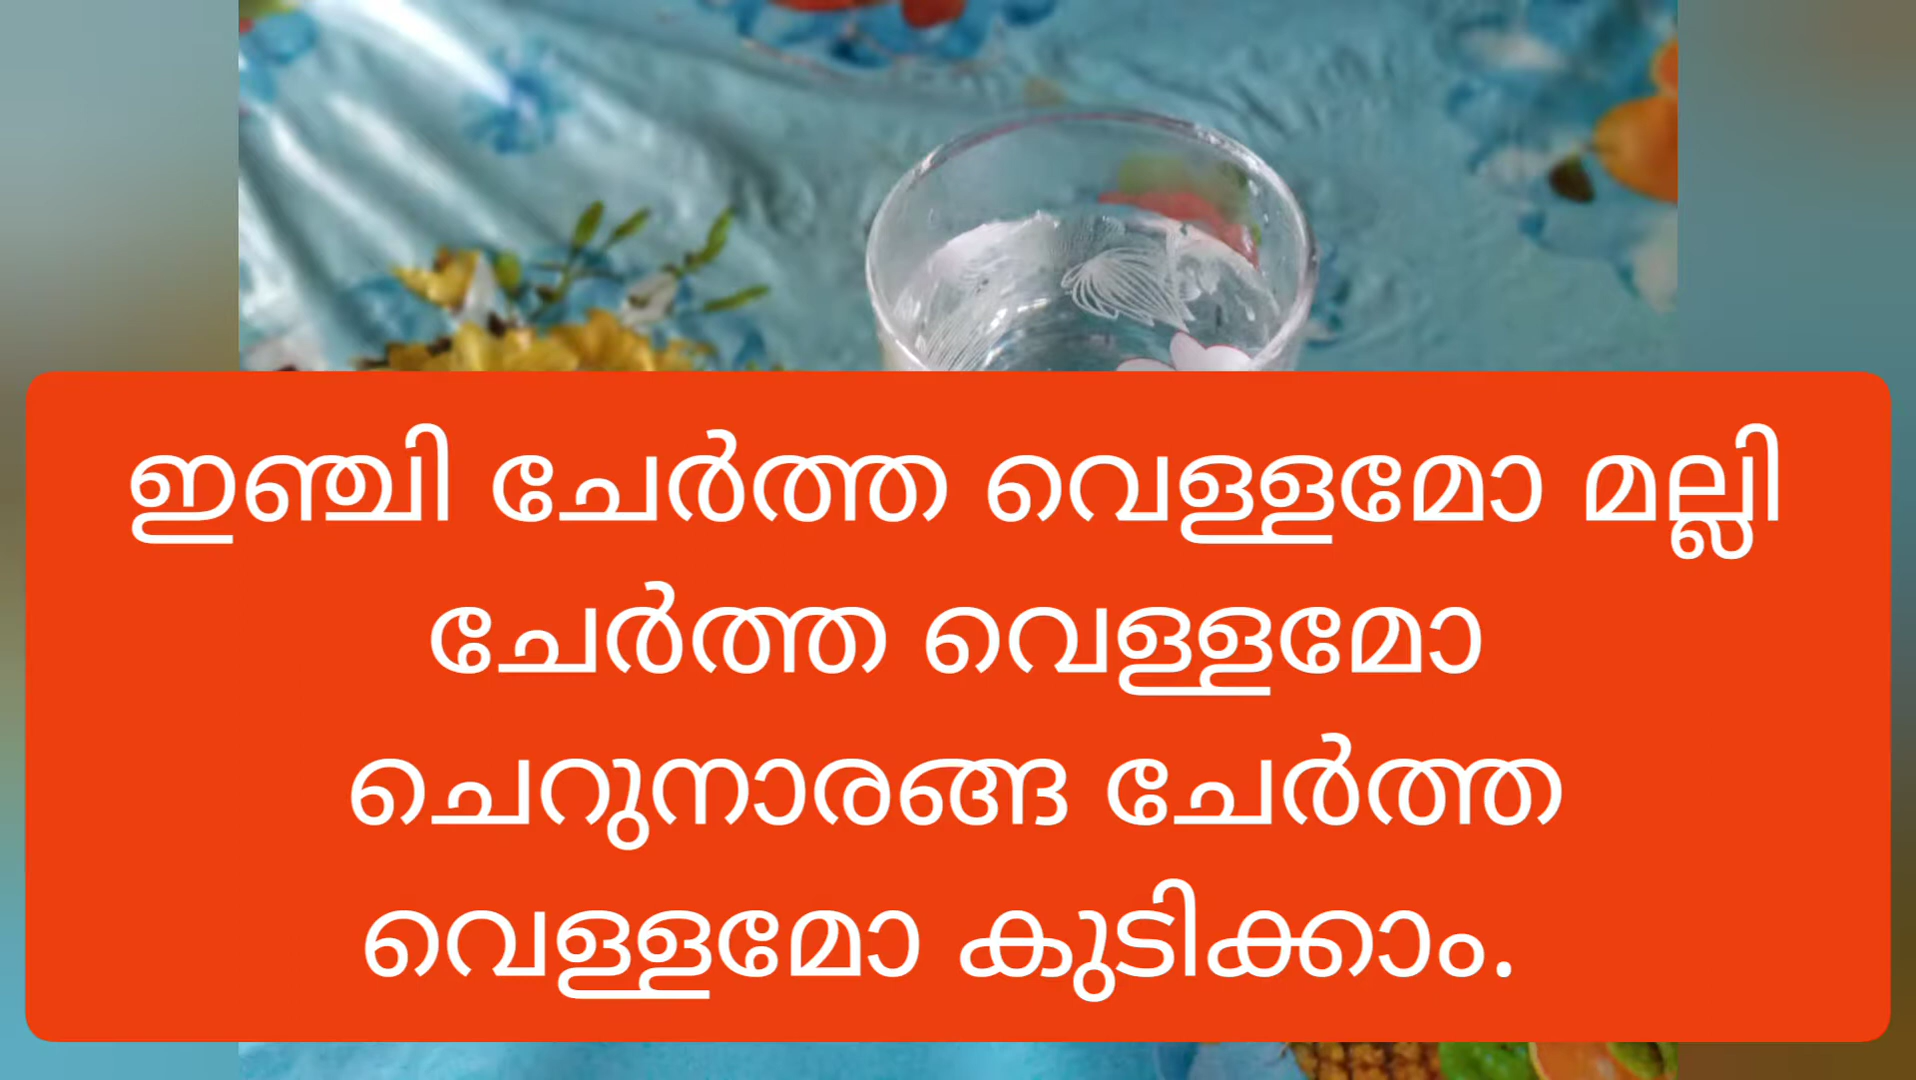 ഇഞ്ചി ചേർത്ത വെള്ളമോ മല്ലി
ചേർത്ത വെള്ളമോ
ചെറുനാരങ്ങ ചേർത്ത
വെള്ളമോ കുടിക്കാം.